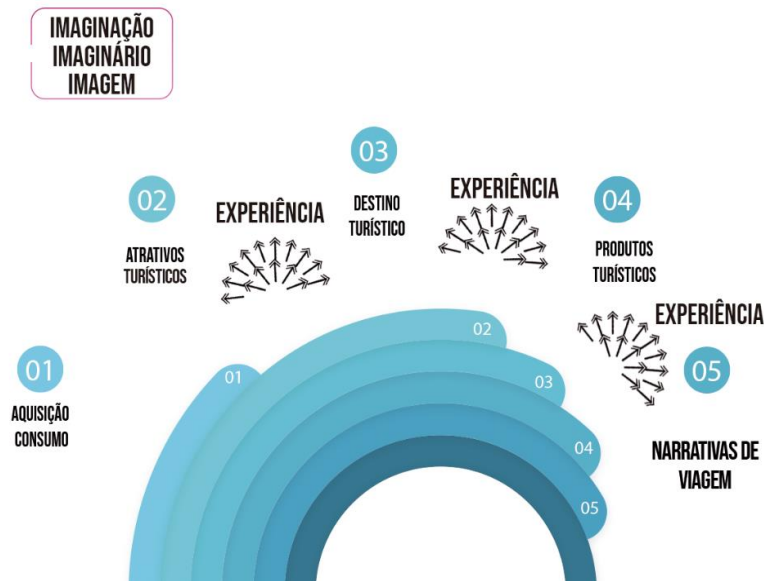 IMAGINAÇÃO
IMAGINÁRIO
IMAGEM
03
02
EXPERIÊNCIA
DESTINO
TURÍSTICO
EXPERIÊNCIA
04
ATRATIVOS
TURÍSTICOS
PRODUTOS
TURÍSTICOS
EXPERIÊNCIA
01
AQUISIÇÃO
CONSUMO
05
NARRATIVAS DE
VIAGEM
01
02
03
04
05